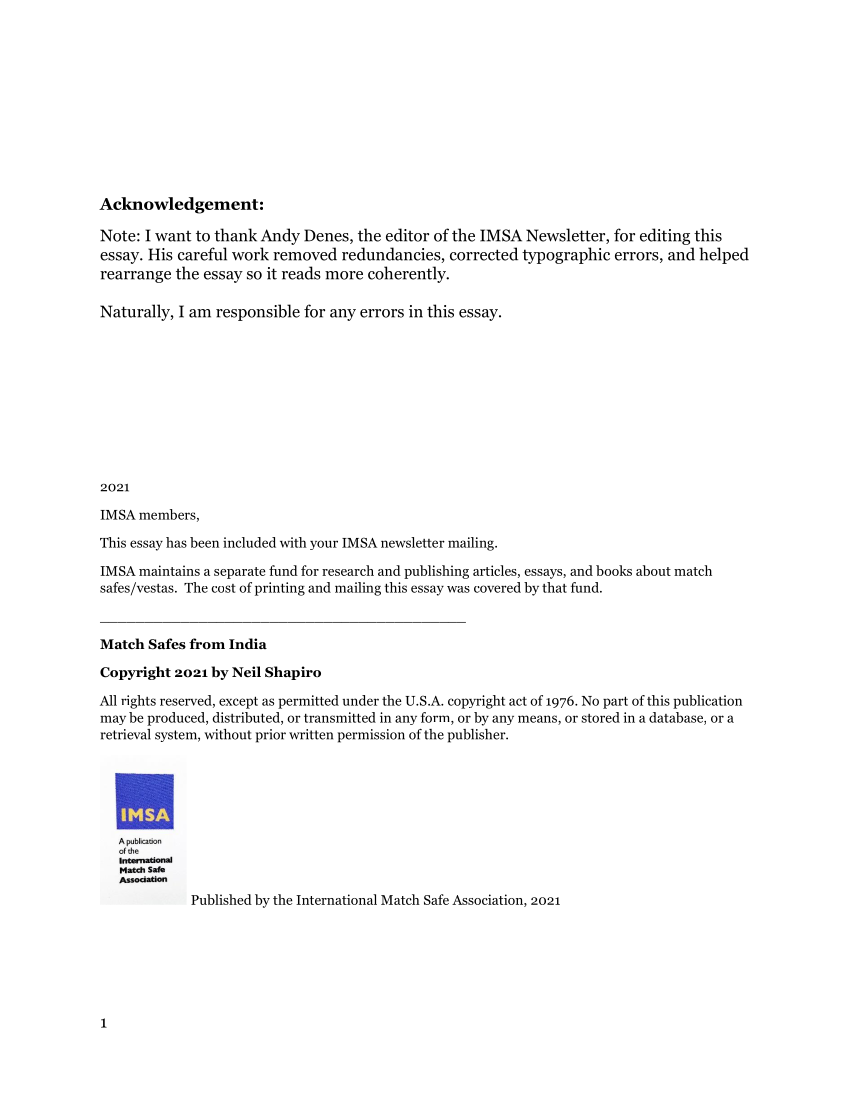 Acknowledgement:
Note: I want to thank Andy Denes, the editor of the IMSA Newsletter, for editing this
essay. His careful work removed redundancies, corrected typographic errors, and helped
rearrange the essay so it reads more coherently.
Naturally, I am responsible for any errors in this essay.
2021
IMSA members,
This essay has been included with your IMSA newsletter mailing.
IMSA maintains a separate fund for research and publishing articles, essays, and books about match
safes/vestas.  The cost of printing and mailing this essay was covered by that fund.
Match Safes from India
Copyright 2021 by Neil Shapiro
All rights reserved, except as permitted under the U.S.A. copyright act of 1976. No part of this publication
may be produced, distributed, or transmitted in any form, or by any means, or stored in a database, or a
retrieval system, without prior written permission of the publisher.
IMSA
A publication
of the
International
Match Safe
Association
Published by the International Match Safe Association, 2021
1